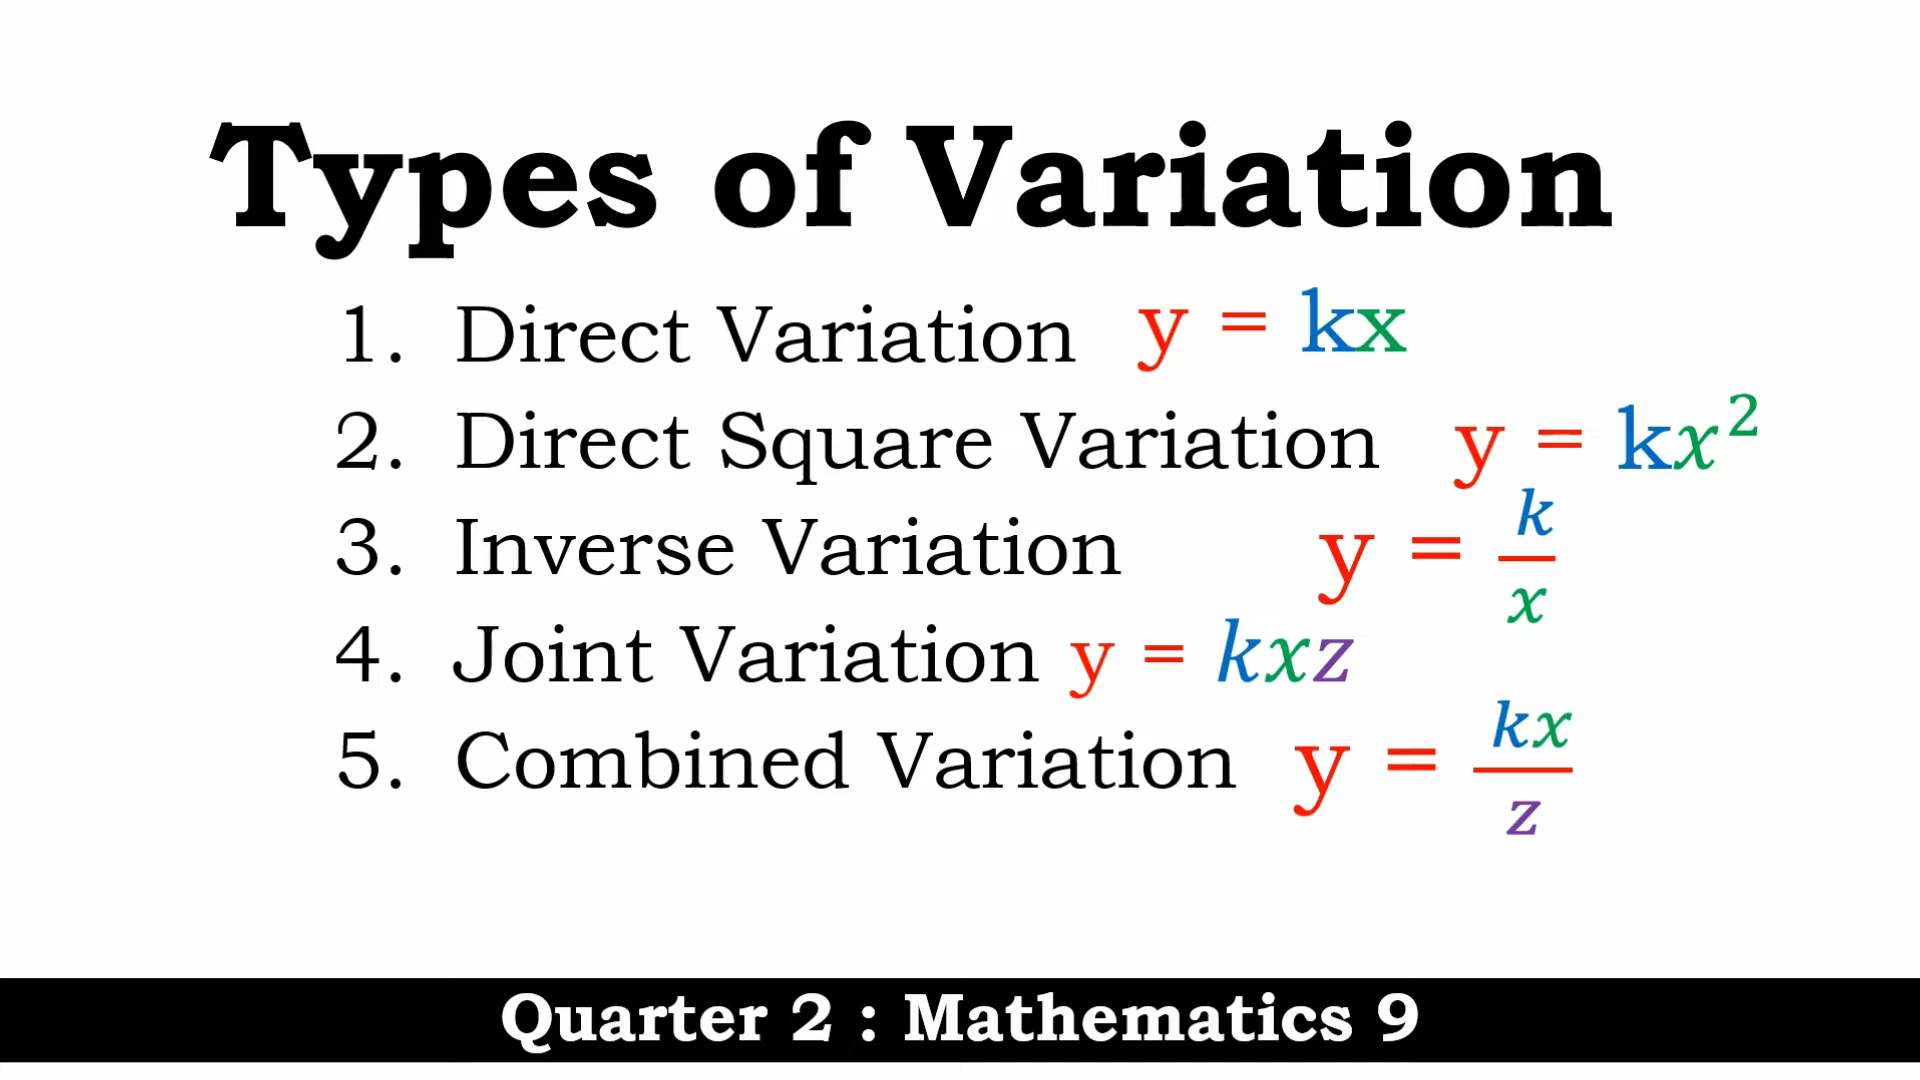 Types of Variation
1. Direct Variation y = kx
2. Direct Square Variation y = kx²
3. Inverse Variation y = k/x
4. Joint Variation y = kxz
5. Combined Variation y = kx/z
Quarter 2 : Mathematics 9